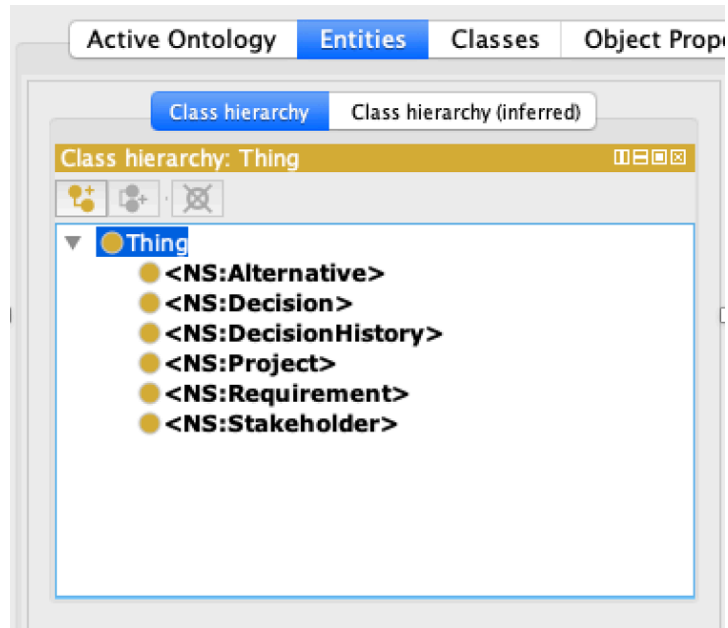 Active Ontology Entities Classes Object Prop
Class hierarchy Class hierarchy (inferred)
Class hierarchy: Thing
Thing
<NS:Alternative>
<NS:Decision>
<NS:DecisionHistory>
<NS:Project>
<NS:Requirement>
<NS:Stakeholder>